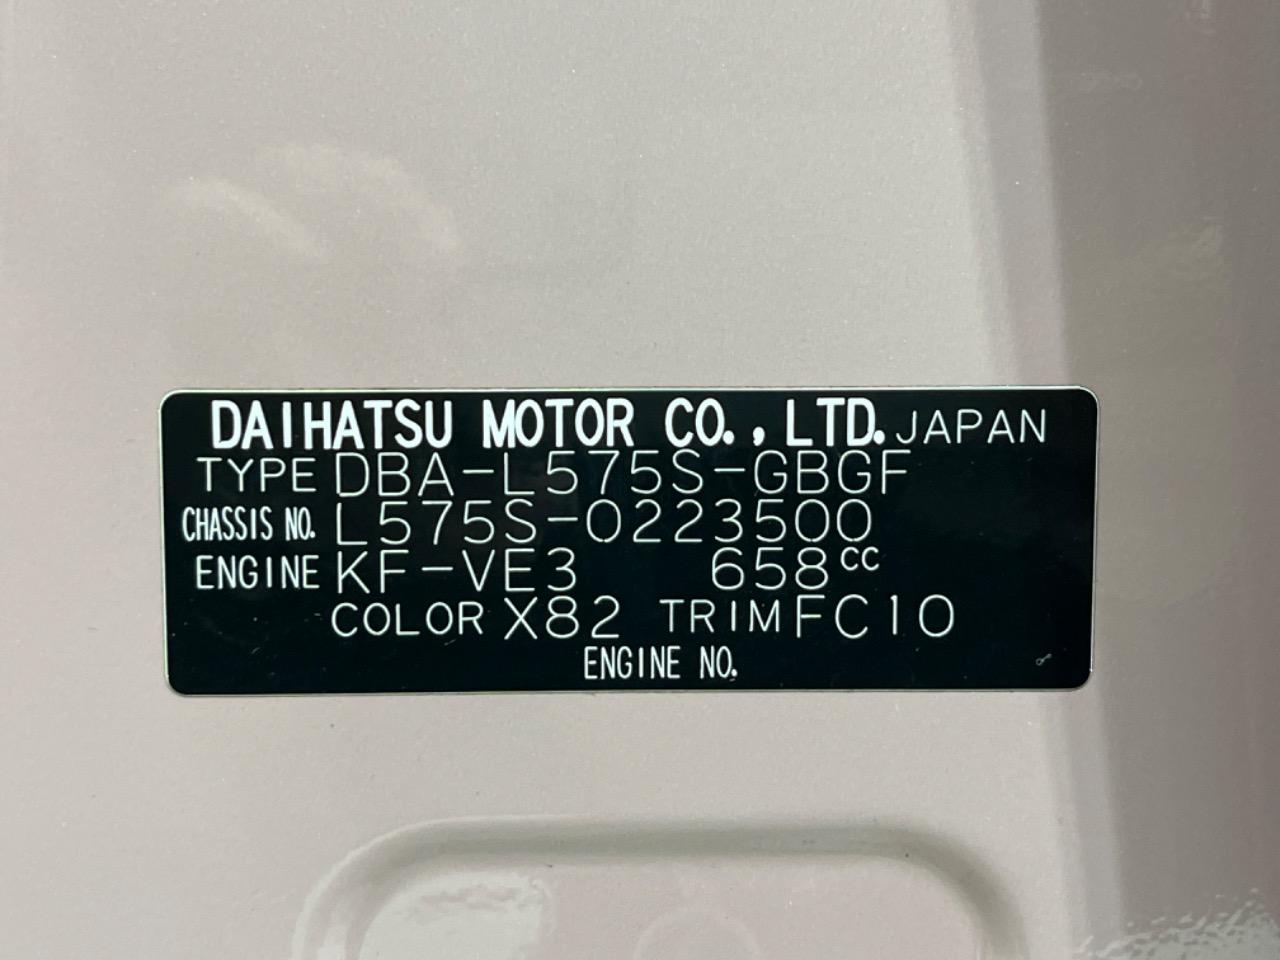 DAIHATSU MOTOR CO., LTD. JAPAN
TYPE DBA-L575S-GBGF
CHASSIS NO. L575S-0223500
ENGINE KF-VE3 658cc
COLOR X82 TRIM FC10
ENGINE NO.